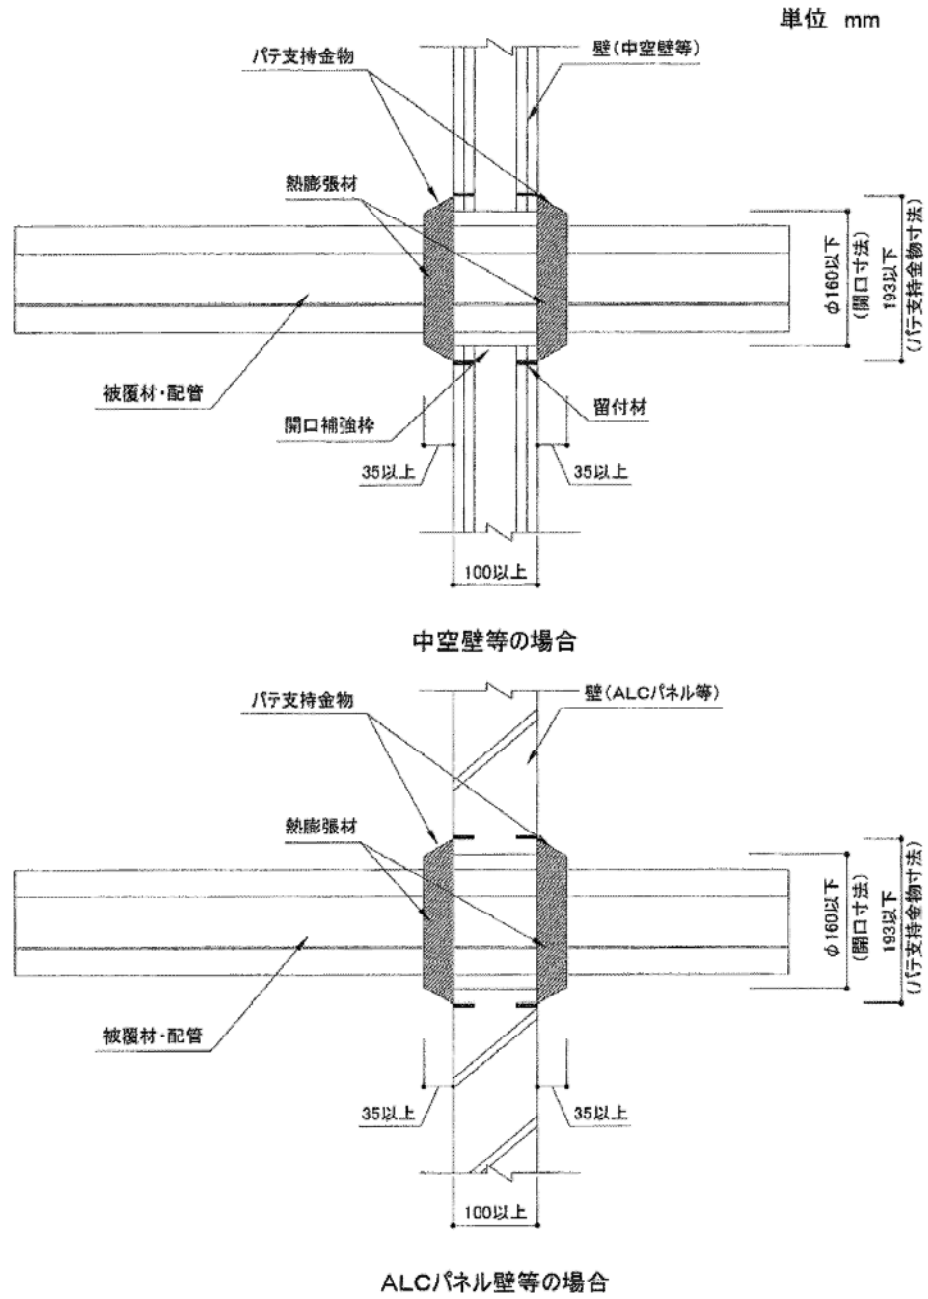 単位 mm
パテ支持金物
壁(中空壁等)
熱膨張材
φ160以下
(開口寸法)
193以下
(パテ支持金物寸法)
被覆材・配管
開口補強枠
留付材
35以上
35以上
100以上
中空壁等の場合
パテ支持金物
壁(ALCパネル等)
熱膨張材
φ160以下
(開口寸法)
193以下
(パテ支持金物寸法)
被覆材・配管
35以上
35以上
100以上
ALCパネル壁等の場合